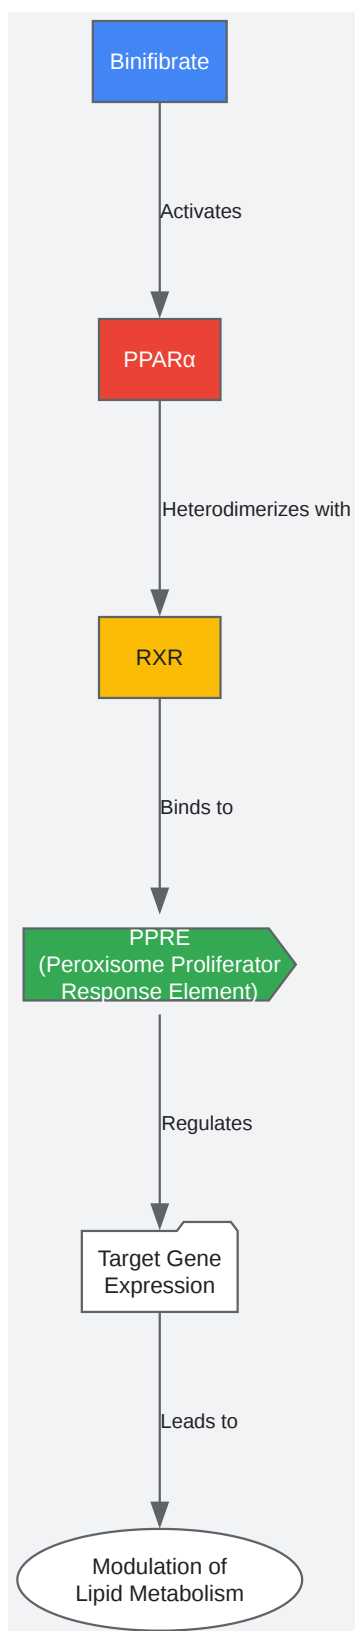 Binifibrate
Activates
PPARα
Heterodimerizes with
RXR
Binds to
PPRE
(Peroxisome Proliferator
Response Element)
Regulates
Target Gene
Expression
Leads to
Modulation of
Lipid Metabolism